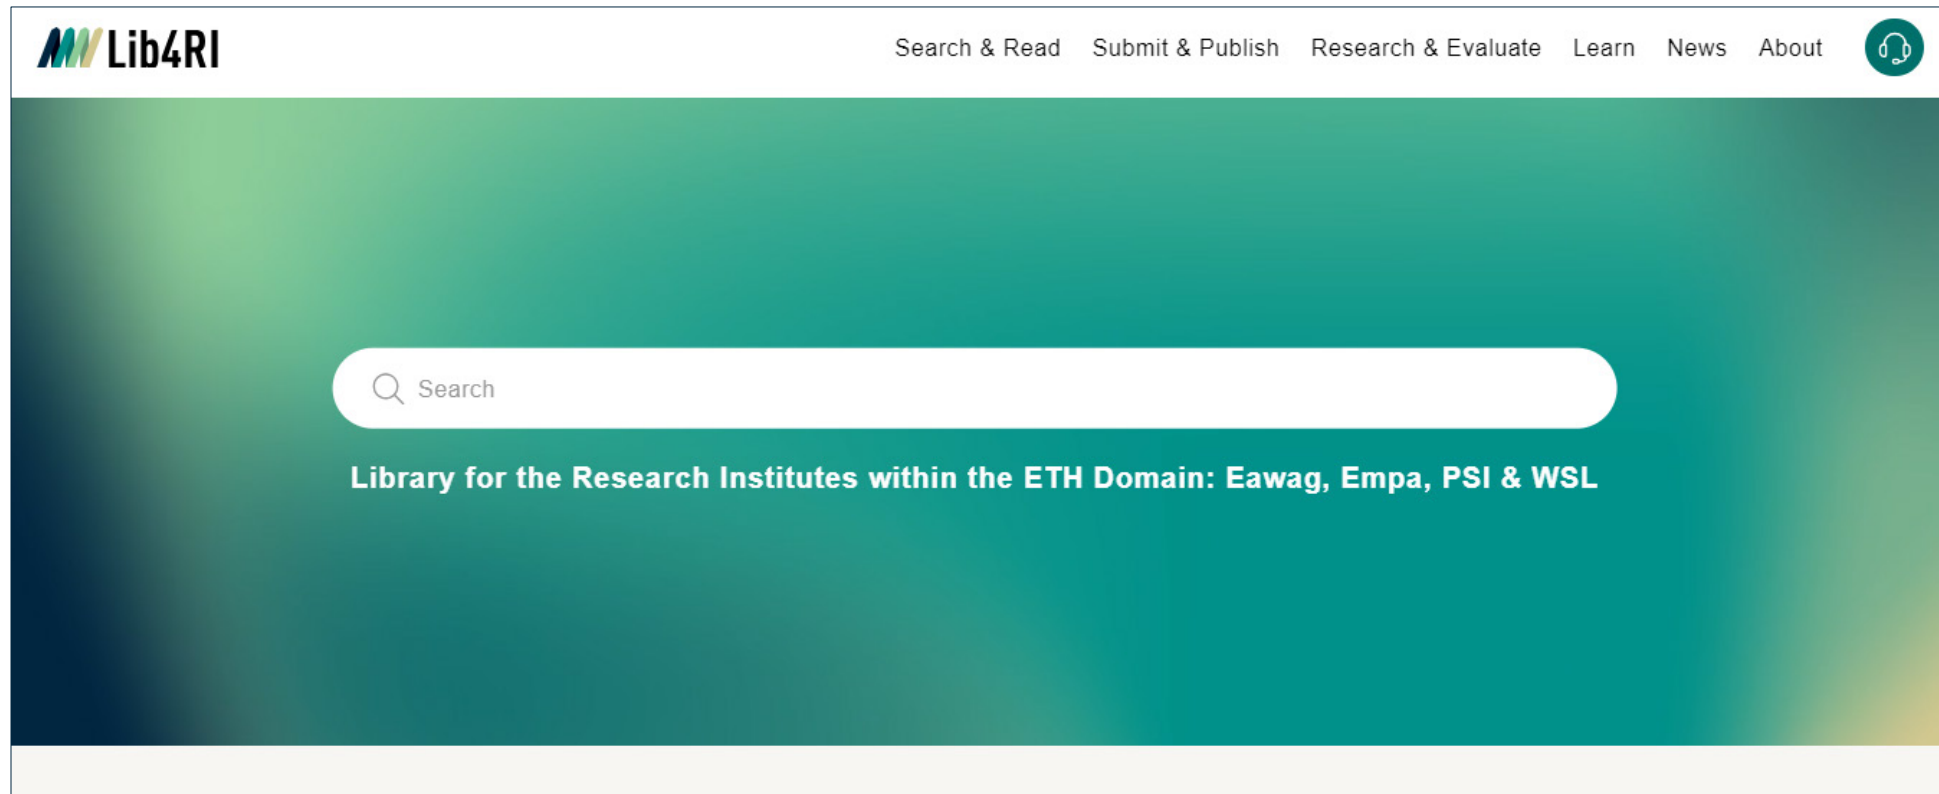 Lib4RI
Search & Read Submit & Publish Research & Evaluate Learn News About
Search
Library for the Research Institutes within the ETH Domain: Eawag, Empa, PSI & WSL